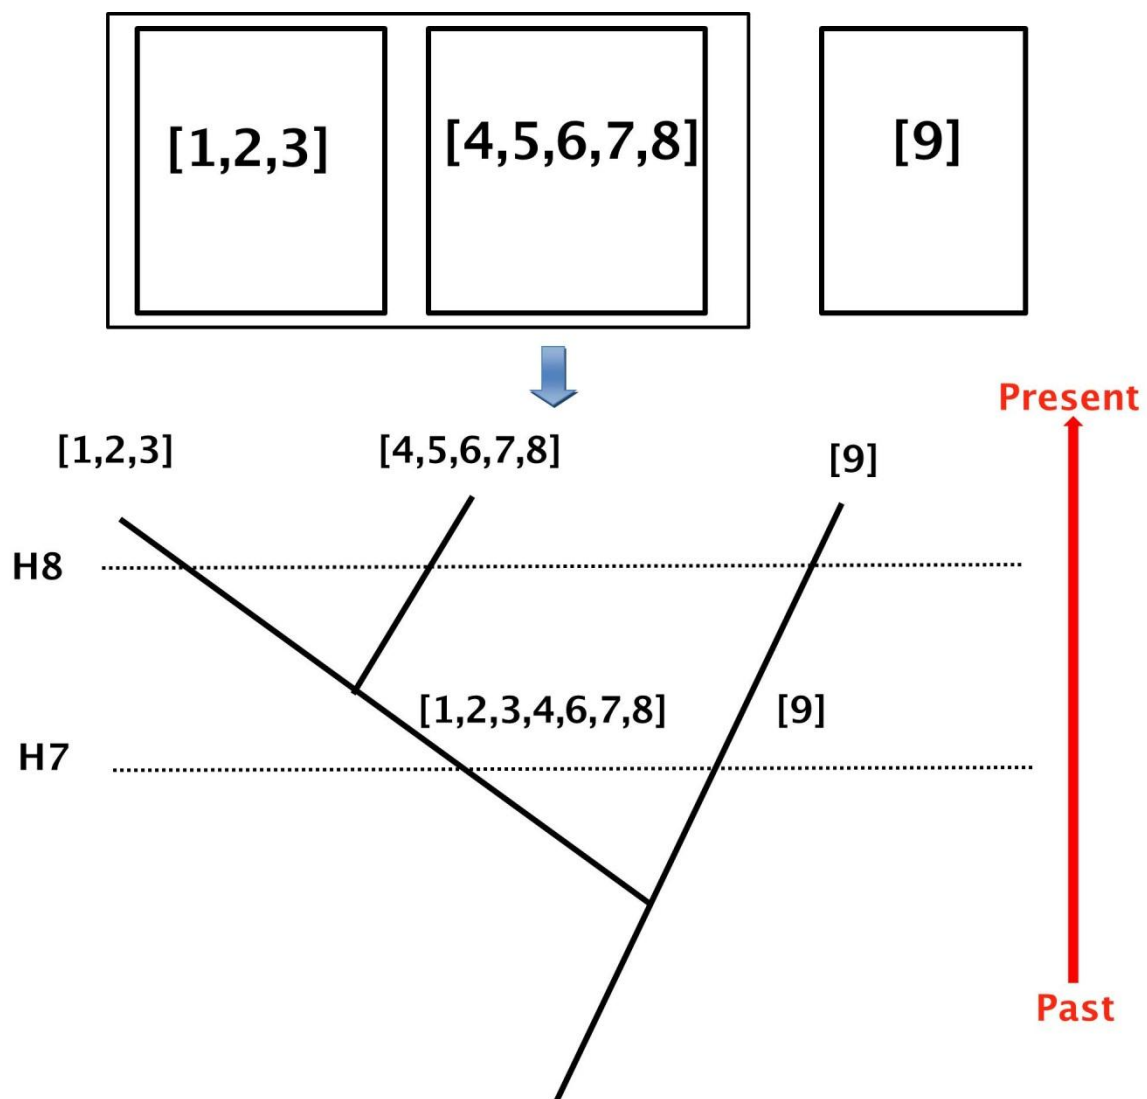 [1,2,3]
[4,5,6,7,8]
[9]
Present
[1,2,3]
[4,5,6,7,8]
[9]
H8
[1,2,3,4,6,7,8]
[9]
H7
Past